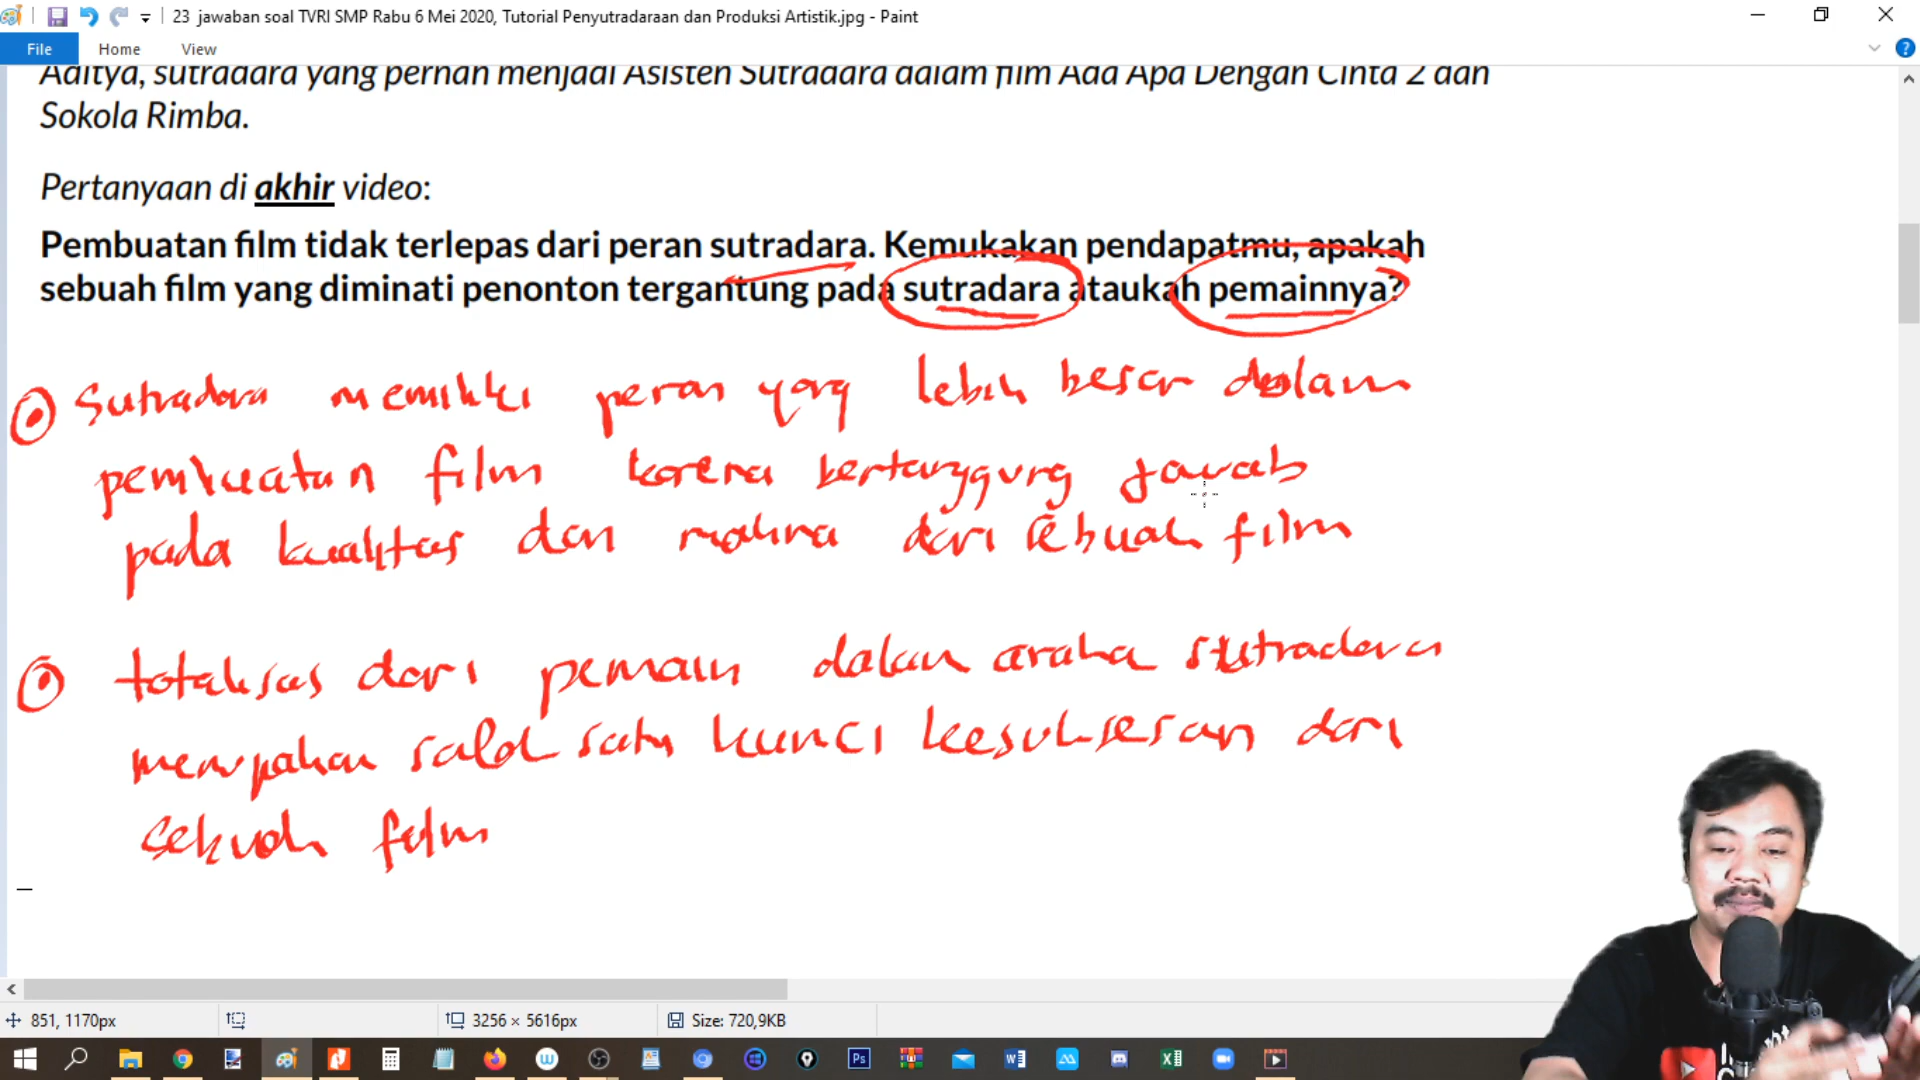 23 jawaban soal TVRI SMP Rabu 6 Mei 2020, Tutorial Penyutradaraan dan Produksi Artistik.jpg - Paint
File Home View
Aditya, sutradara yang pernah menjadi Asisten Sutradara dalam film Ada Apa Dengan Cinta 2 dan
Sokola Rimba.
Pertanyaan di akhir video:
Pembuatan film tidak terlepas dari peran sutradara. Kemukakan pendapatmu, apakah
sebuah film yang diminati penonton tergantung pada sutradara ataukah pemainnya?
Sutradara memiliki peran yang lebih besar dalam
pembuatan film karena bertanggung jawab
pada kualitas dan makna dari sebuah film
totalisas dari pemain dalam araha sutradara
merupakan salah satu kunci kesuksesan dari
sebuah film
851, 1170px 3256 × 5616px Size: 720,9KB
Ps